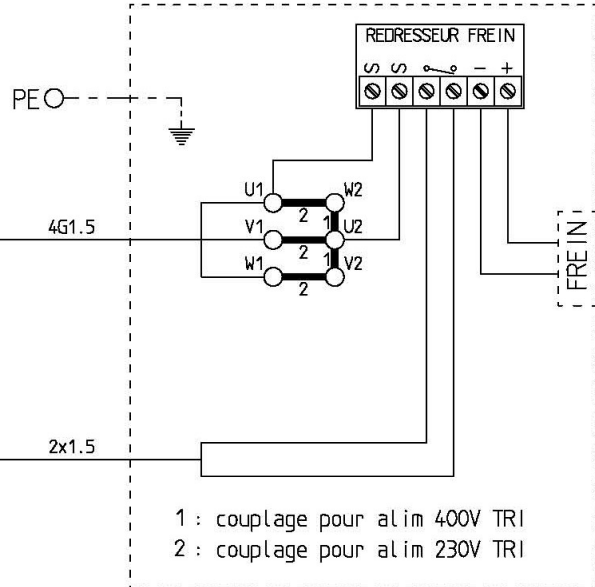 REDRESSEUR FREIN
S S - +
PE
U1 W2
2
4G1.5
V1 1 U2
2
W1 1 V2
2
FREIN
2x1.5
1 : couplage pour alim 400V TRI
2 : couplage pour alim 230V TRI